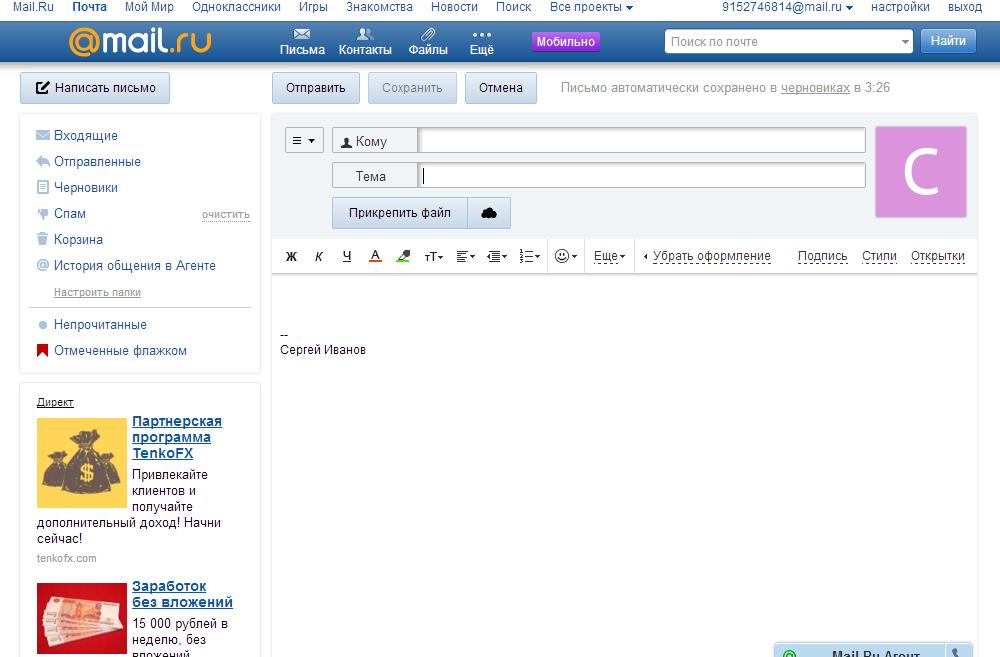 Mail.Ru Почта Мой Мир Одноклассники Игры Знакомства Новости Поиск Все проекты 9152746814@mail.ru настройки выход
@mail.ru Письма Контакты Файлы Ещё Мобильно Поиск по почте Найти
Написать письмо Отправить Сохранить Отмена Письмо автоматически сохранено в черновиках в 3:26
Входящие
Отправленные
Черновики
Спам очистить
Корзина
История общения в Агенте
Настроить папки
Непрочитанные
Отмеченные флажком
Кому
Тема
С
Прикрепить файл
Ж К Ч А тТ Еще Убрать оформление Подпись Стили Открытки
--
Сергей Иванов
Директ
Партнерская
программа
TenkoFX
Привлекайте
клиентов и
получайте
дополнительный доход! Начни
сейчас!
tenkofx.com
Заработок
без вложений
15 000 рублей в
неделю, без
вложений
Mail.Ru Агент